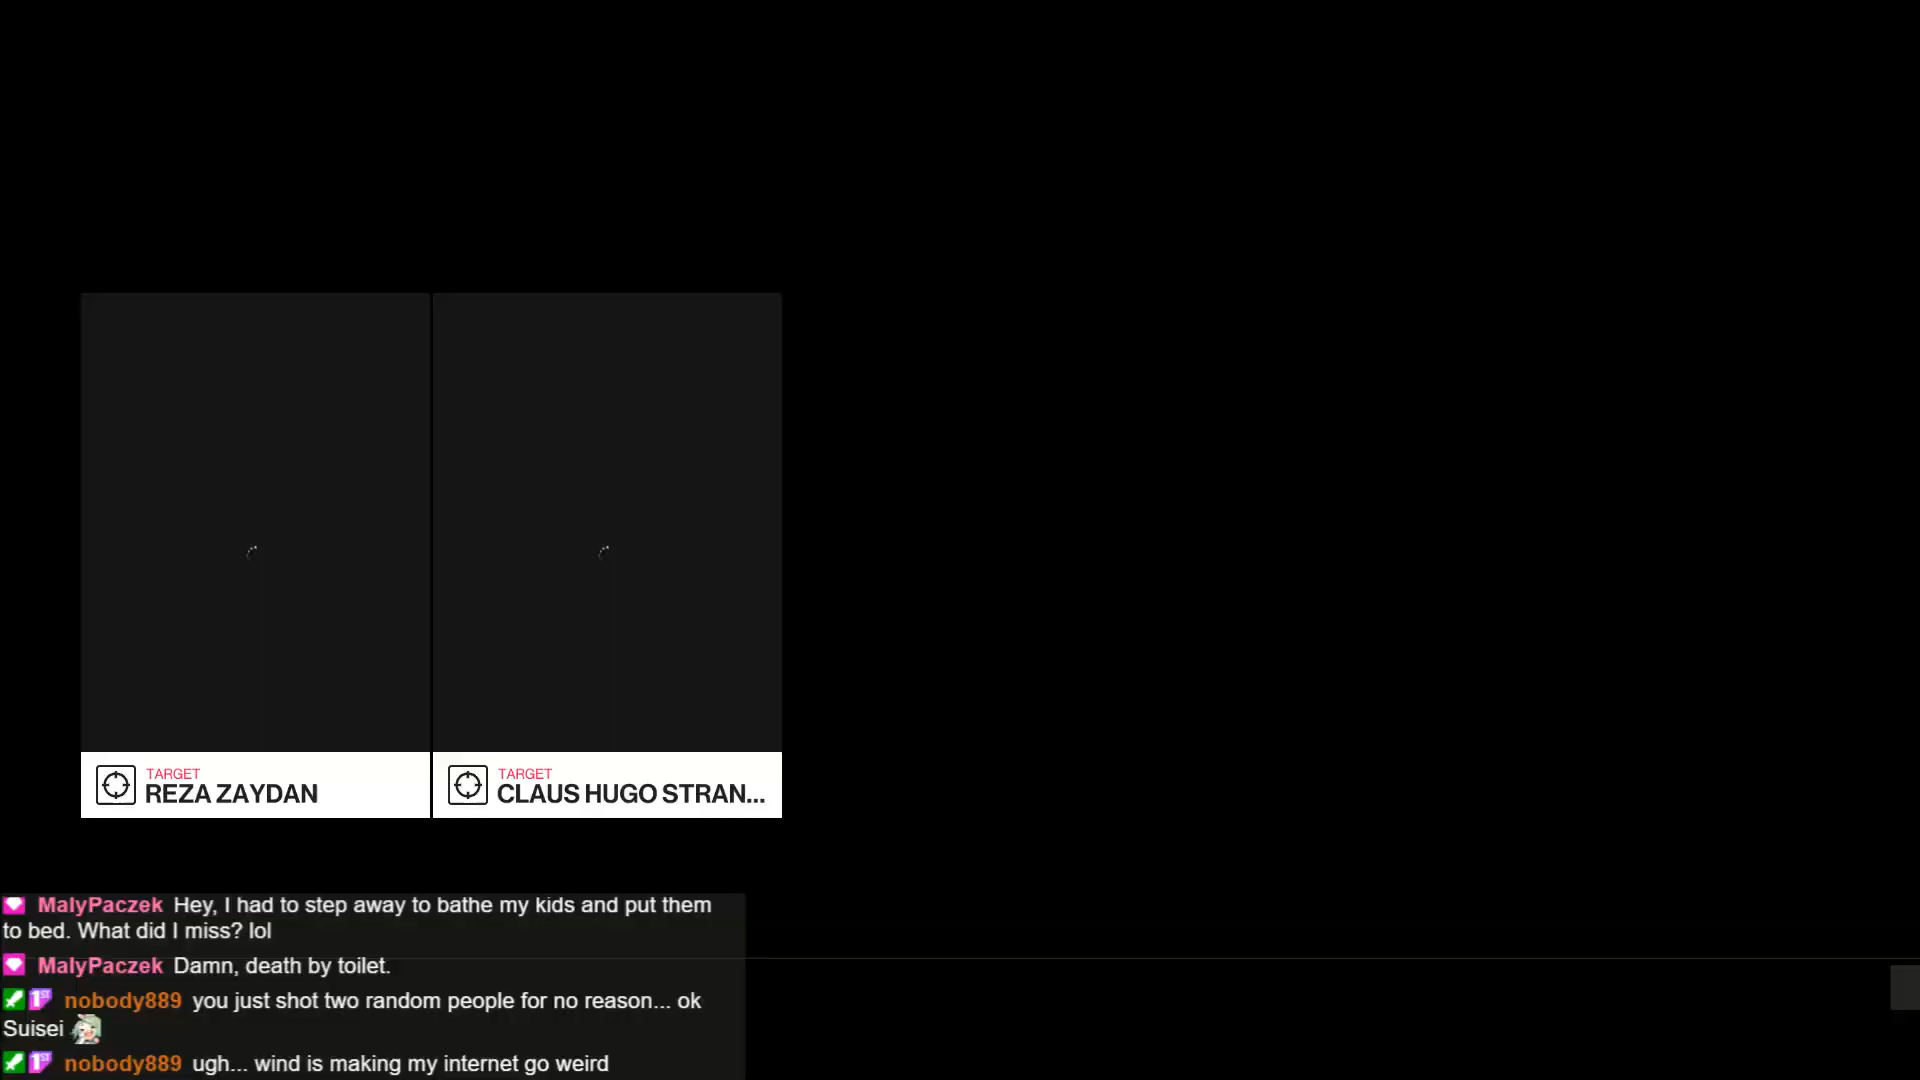 TARGET
REZA ZAYDAN
TARGET
CLAUS HUGO STRAN...
MalyPaczek Hey, I had to step away to bathe my kids and put them
to bed. What did I miss? lol
MalyPaczek Damn, death by toilet.
1ST nobody889 you just shot two random people for no reason... ok
Suisei
1ST nobody889 ugh... wind is making my internet go weird